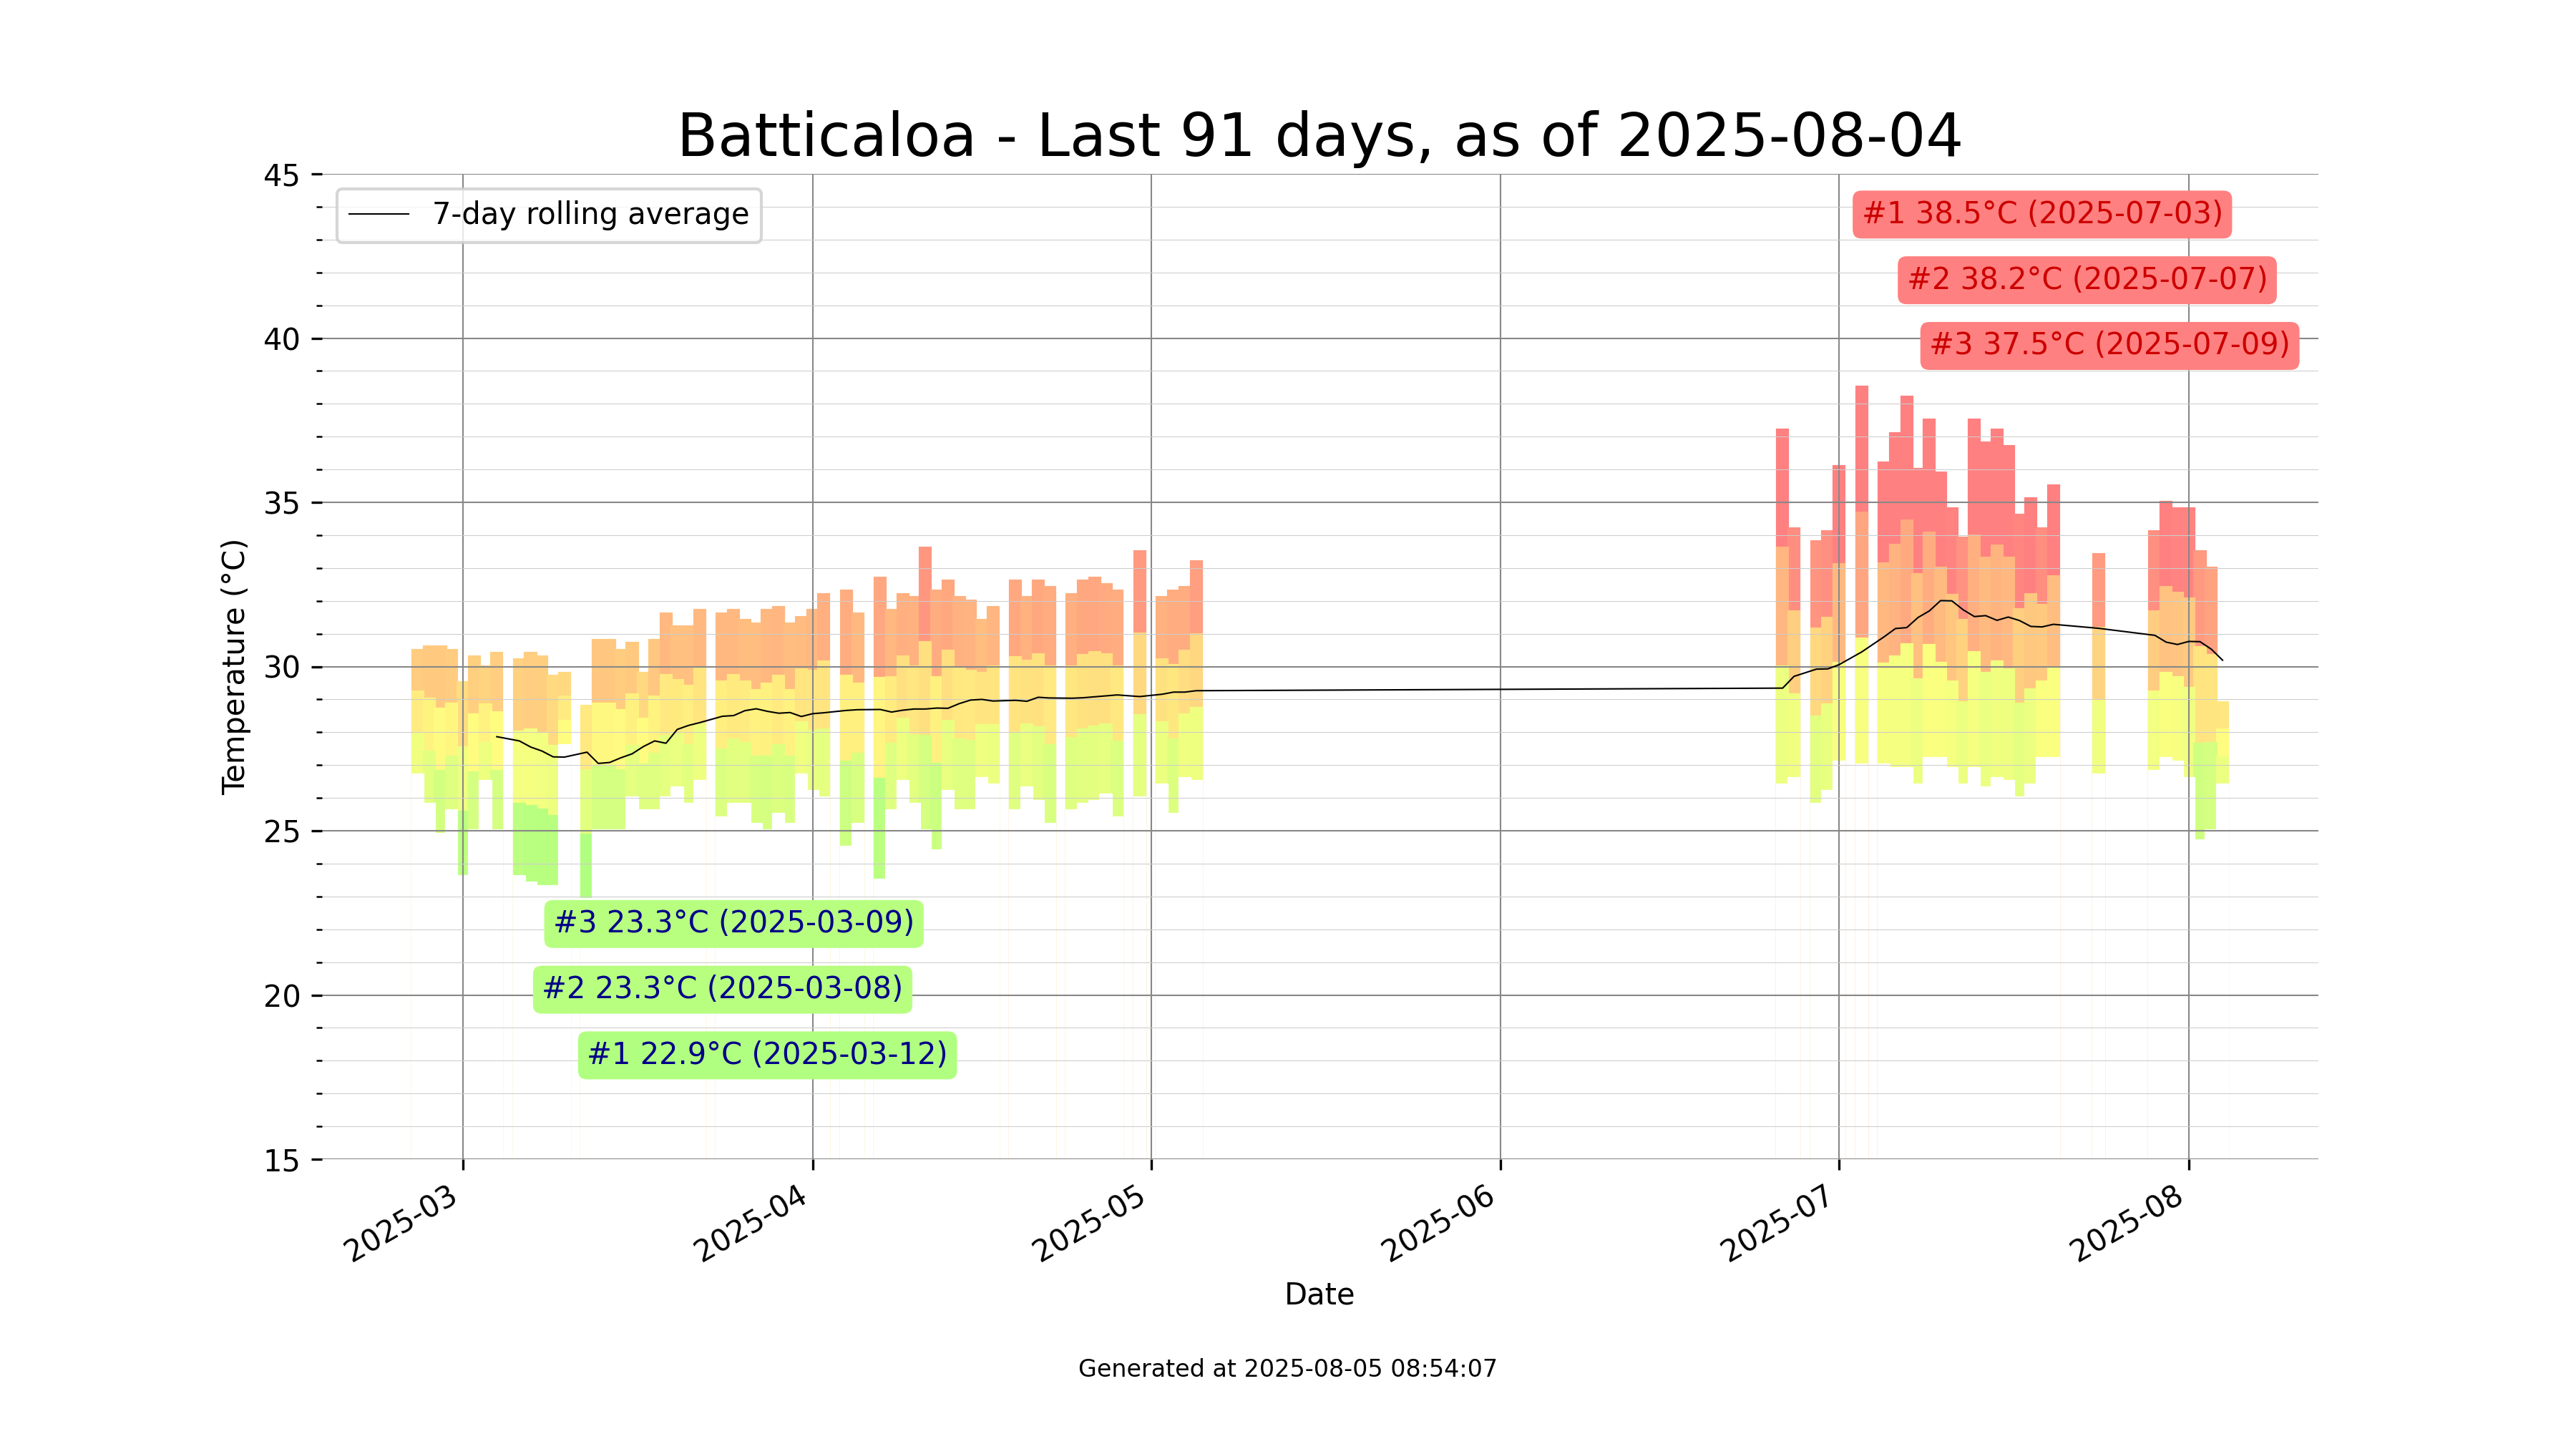 Batticaloa - Last 91 days, as of 2025-08-04
45
7-day rolling average
#1 38.5°C (2025-07-03)
#2 38.2°C (2025-07-07)
#3 37.5°C (2025-07-09)
40
35
30
25
20
15
Temperature (°C)
#3 23.3°C (2025-03-09)
#2 23.3°C (2025-03-08)
#1 22.9°C (2025-03-12)
2025-03
2025-04
2025-05
2025-06
2025-07
2025-08
Date
Generated at 2025-08-05 08:54:07